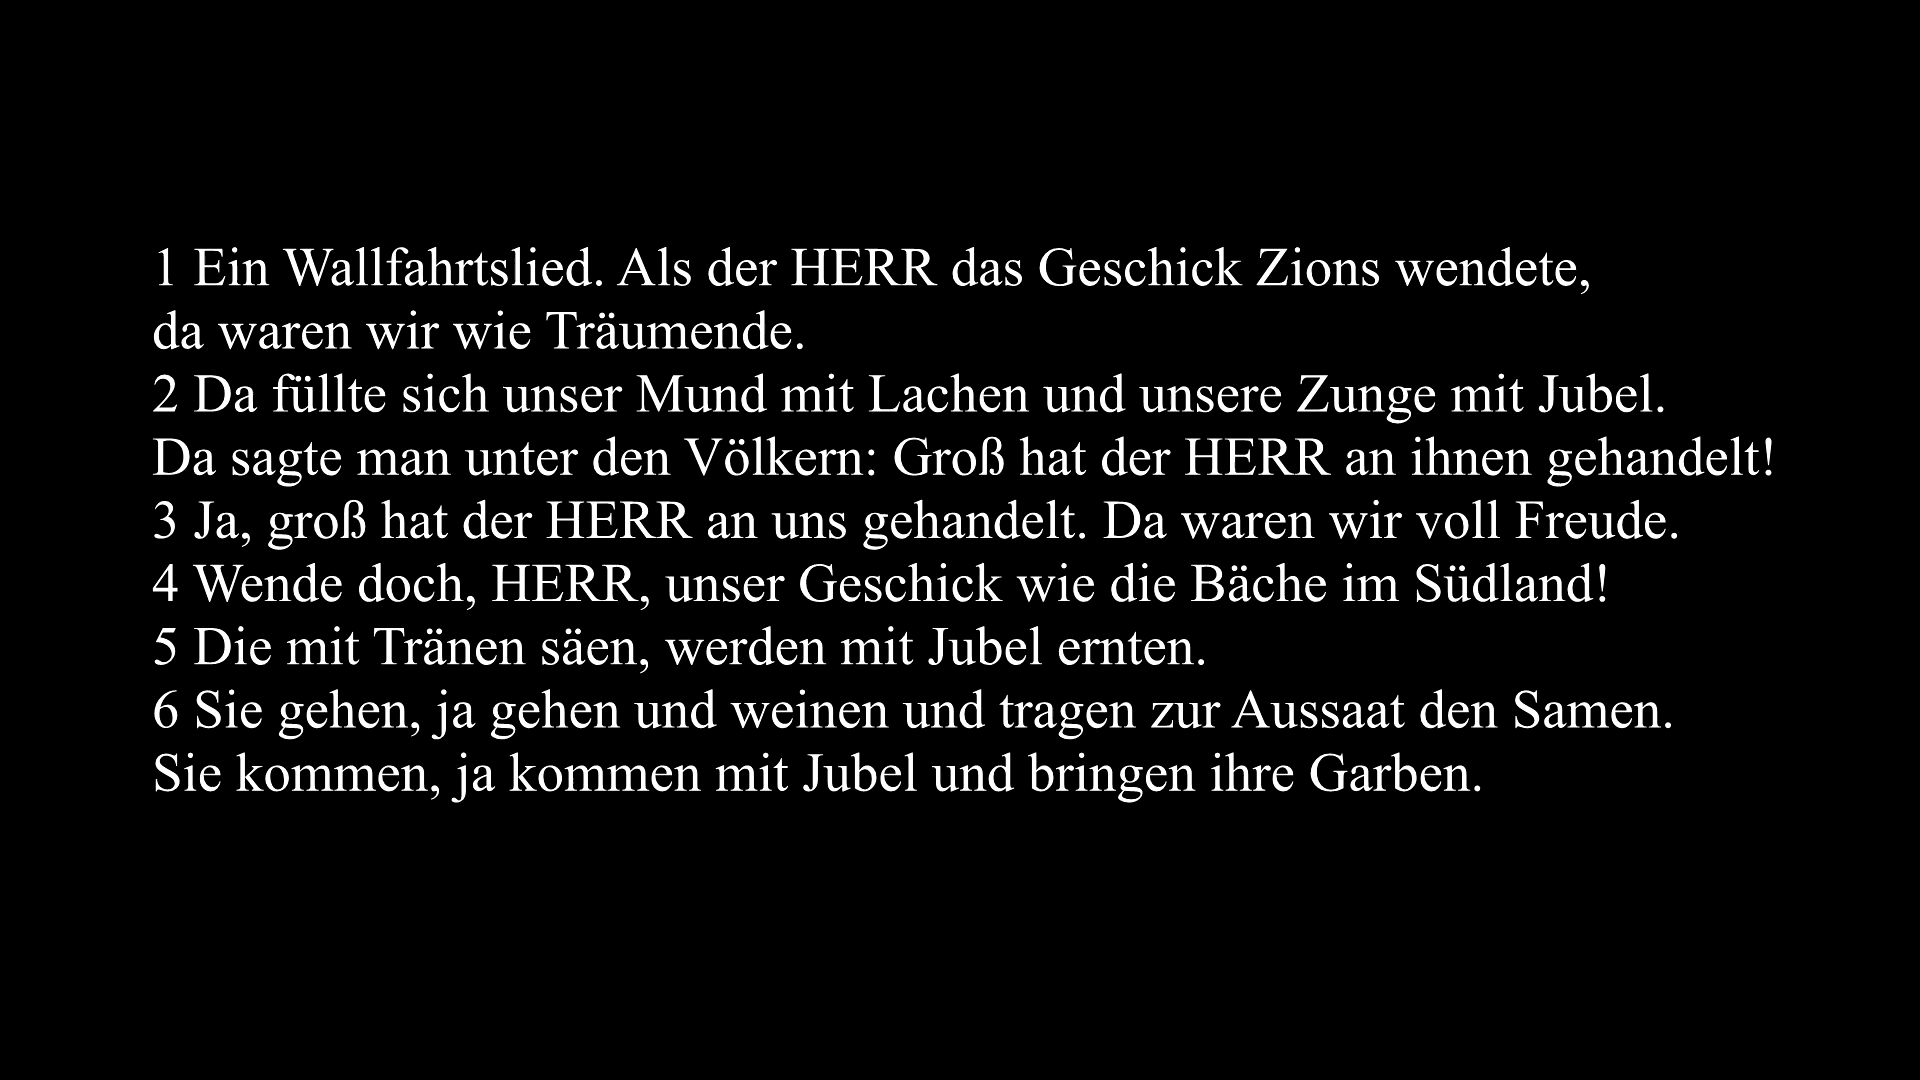 1 Ein Wallfahrtslied. Als der HERR das Geschick Zions wendete,
da waren wir wie Träumende.
2 Da füllte sich unser Mund mit Lachen und unsere Zunge mit Jubel.
Da sagte man unter den Völkern: Groß hat der HERR an ihnen gehandelt!
3 Ja, groß hat der HERR an uns gehandelt. Da waren wir voll Freude.
4 Wende doch, HERR, unser Geschick wie die Bäche im Südland!
5 Die mit Tränen säen, werden mit Jubel ernten.
6 Sie gehen, ja gehen und weinen und tragen zur Aussaat den Samen.
Sie kommen, ja kommen mit Jubel und bringen ihre Garben.